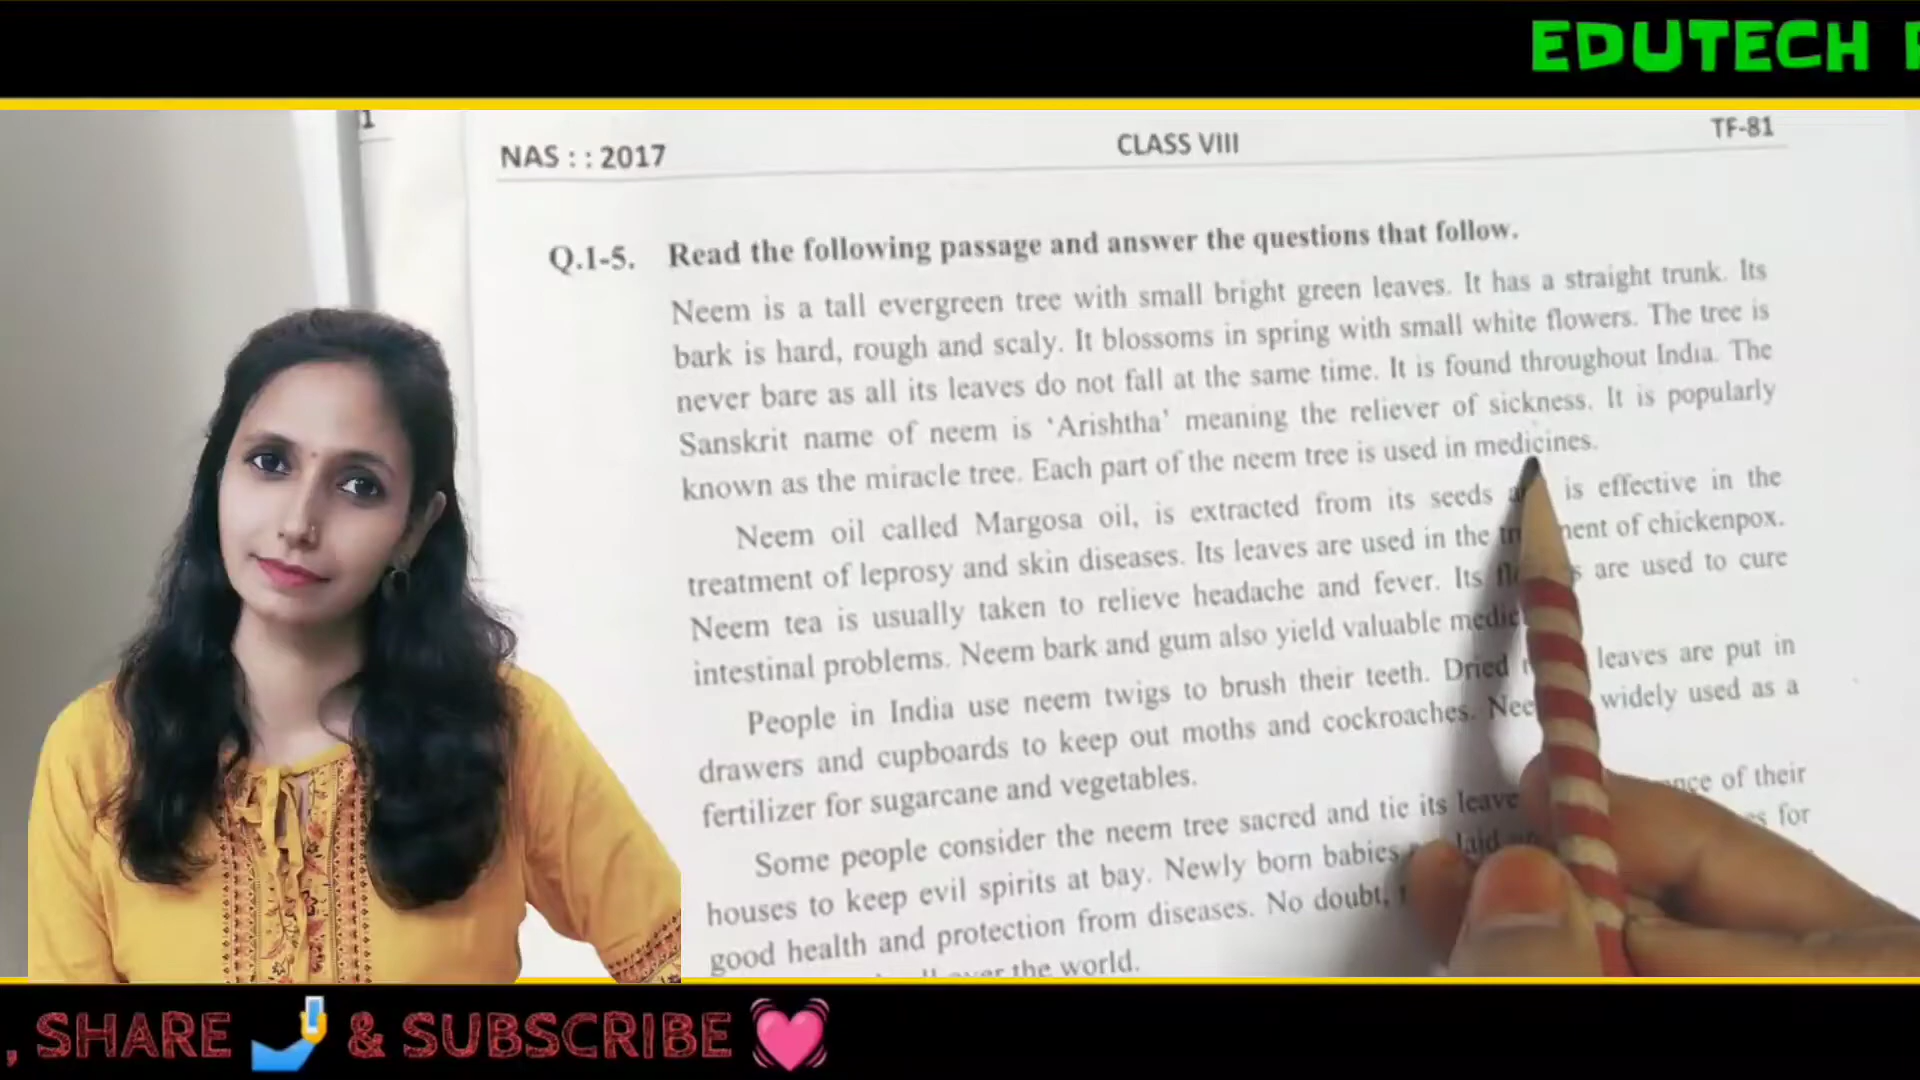 EDUTECH
1
NAS : : 2017 CLASS VIII TF-81
Q.1-5. Read the following passage and answer the questions that follow.
Neem is a tall evergreen tree with small bright green leaves. It has a straight trunk. Its
bark is hard, rough and scaly. It blossoms in spring with small white flowers. The tree is
never bare as all its leaves do not fall at the same time. It is found throughout India. The
Sanskrit name of neem is ‘Arishtha’ meaning the reliever of sickness. It is popularly
known as the miracle tree. Each part of the neem tree is used in medicines.
Neem oil called Margosa oil, is extracted from its seeds is effective in the
treatment of leprosy and skin diseases. Its leaves are used in the of chickenpox.
Neem tea is usually taken to relieve headache and fever. Its are used to cure
intestinal problems. Neem bark and gum also yield valuable
People in India use neem twigs to brush their teeth. Dried leaves are put in
drawers and cupboards to keep out moths and cockroaches. widely used as a
fertilizer for sugarcane and vegetables.
Some people consider the neem tree sacred and tie its of their
houses to keep evil spirits at bay. Newly born babies laid for
good health and protection from diseases. No doubt,
over the world.
, SHARE & SUBSCRIBE